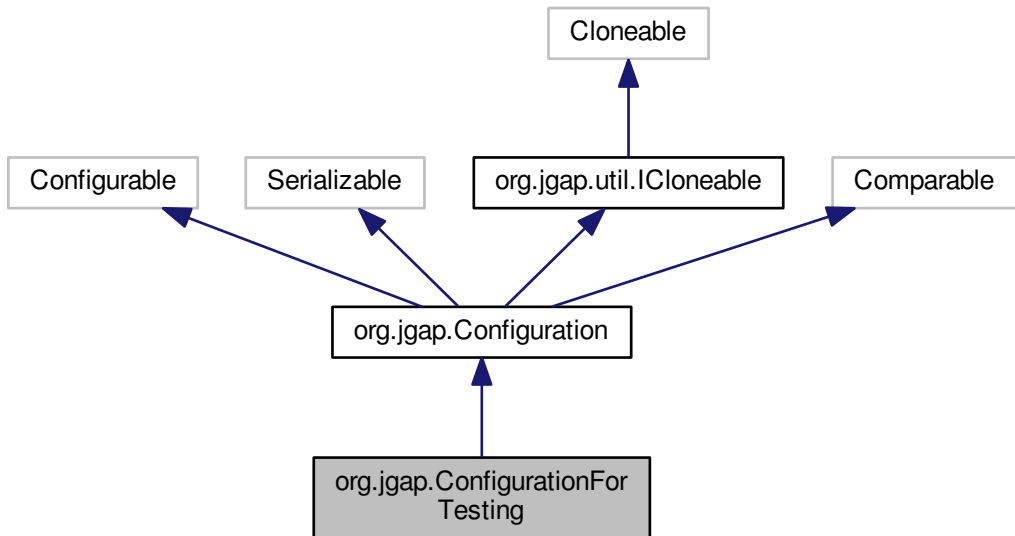 Cloneable
Configurable
Serializable
org.jgap.util.ICloneable
Comparable
org.jgap.Configuration
org.jgap.ConfigurationFor
Testing